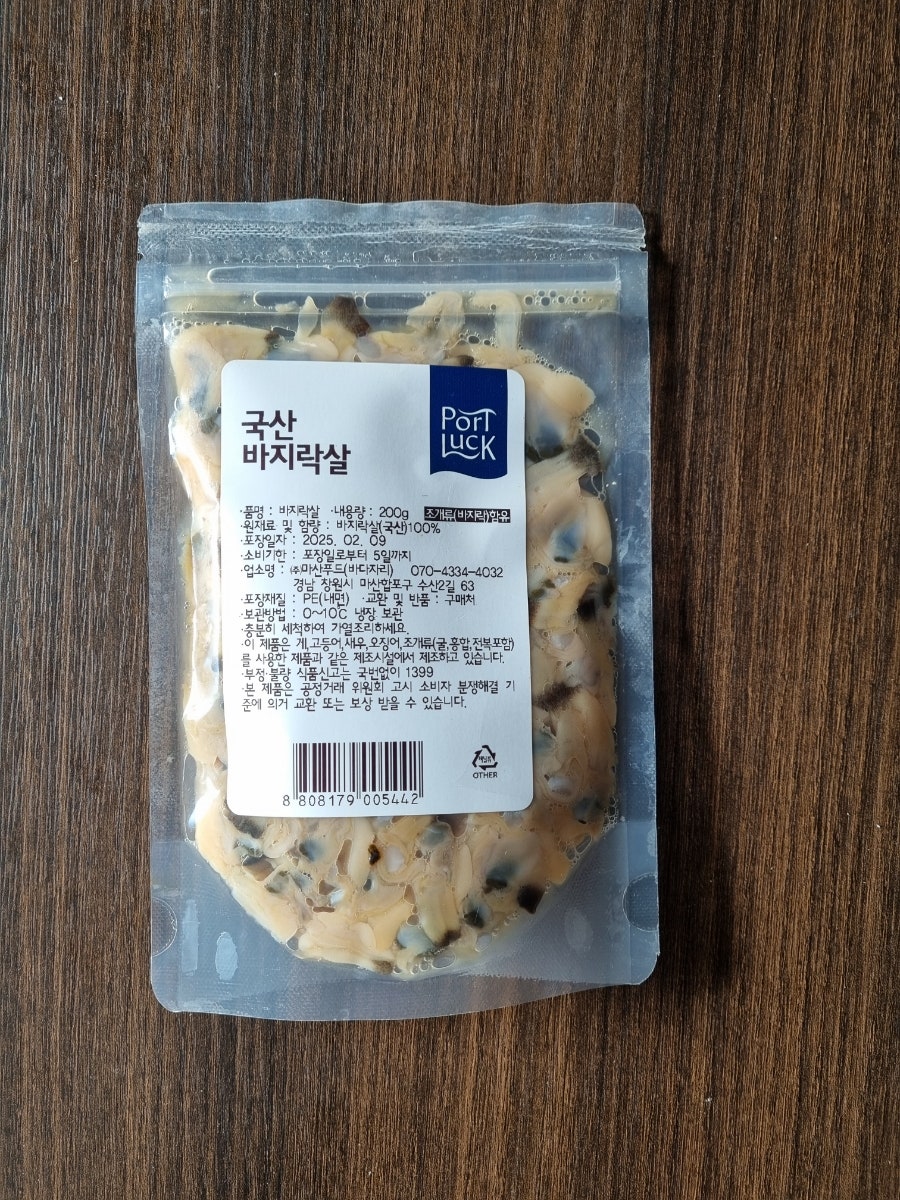 국산
바지락살
PORT
LUCK
·품명 : 바지락살 ·내용량 : 200g 조개류(바지락)함유
·원재료 및 함량 : 바지락살(국산)100%
·포장일자 : 2025. 02. 09
·소비기한 : 포장일로부터 5일까지
·업소명 : ㈜마산푸드(바다자리) 070-4334-4032
경남 창원시 마산합포구 수산2길 63
·포장재질 : PE(내면) ·교환 및 반품 : 구매처
·보관방법 : 0~10℃ 냉장 보관
·충분히 세척하여 가열조리하세요.
·이 제품은 게,고등어,새우,오징어,조개류(굴,홍합,전복포함)
를 사용한 제품과 같은 제조시설에서 제조하고 있습니다.
·부정·불량 식품신고는 국번없이 1399
·본 제품은 공정거래 위원회 고시 소비자 분쟁해결 기
준에 의거 교환 또는 보상 받을 수 있습니다.
8 808179 005442
OTHER